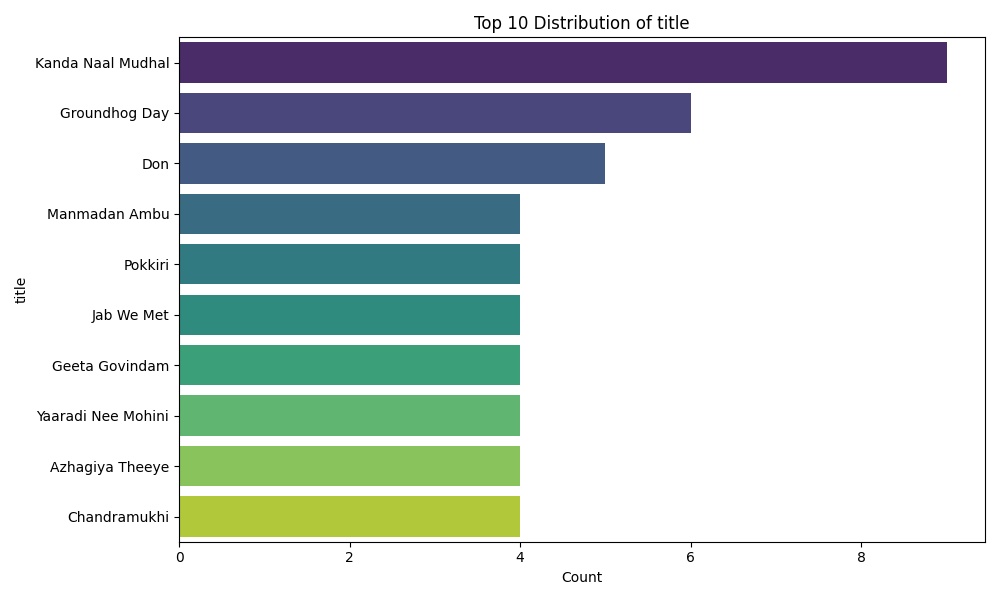 Top 10 Distribution of title
Kanda Naal Mudhal
Groundhog Day
Don
Manmadan Ambu
Pokkiri
Jab We Met
Geeta Govindam
Yaaradi Nee Mohini
Azhagiya Theeye
Chandramukhi
title
0 2 4 6 8
Count